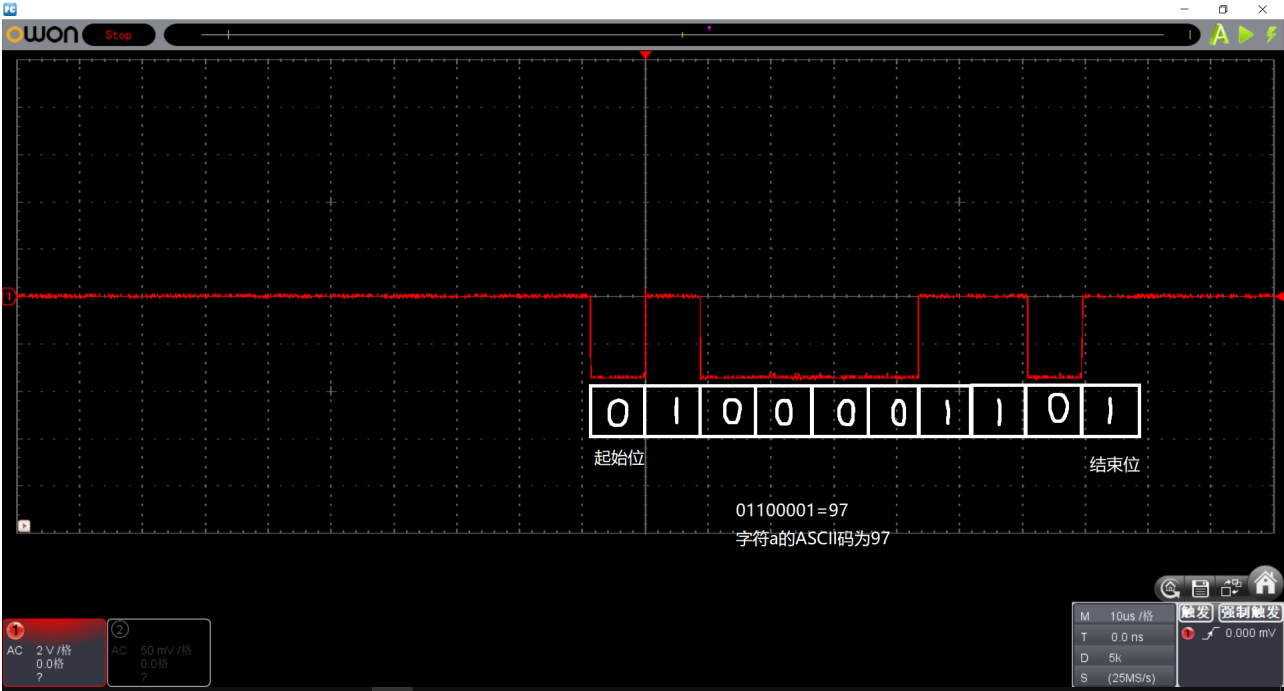 PC
OWON Stop
A
1
0 1 0 0 0 0 1 1 0 1
起始位
结束位
01100001=97
字符a的ASCII码为97
1
AC 2 V /格
0.0格
?
2
AC 50 mV /格
0.0格
?
M 10us /格
T 0.0 ns
D 5k
S (25MS/s)
触发 强制触发
1 0.000 mV